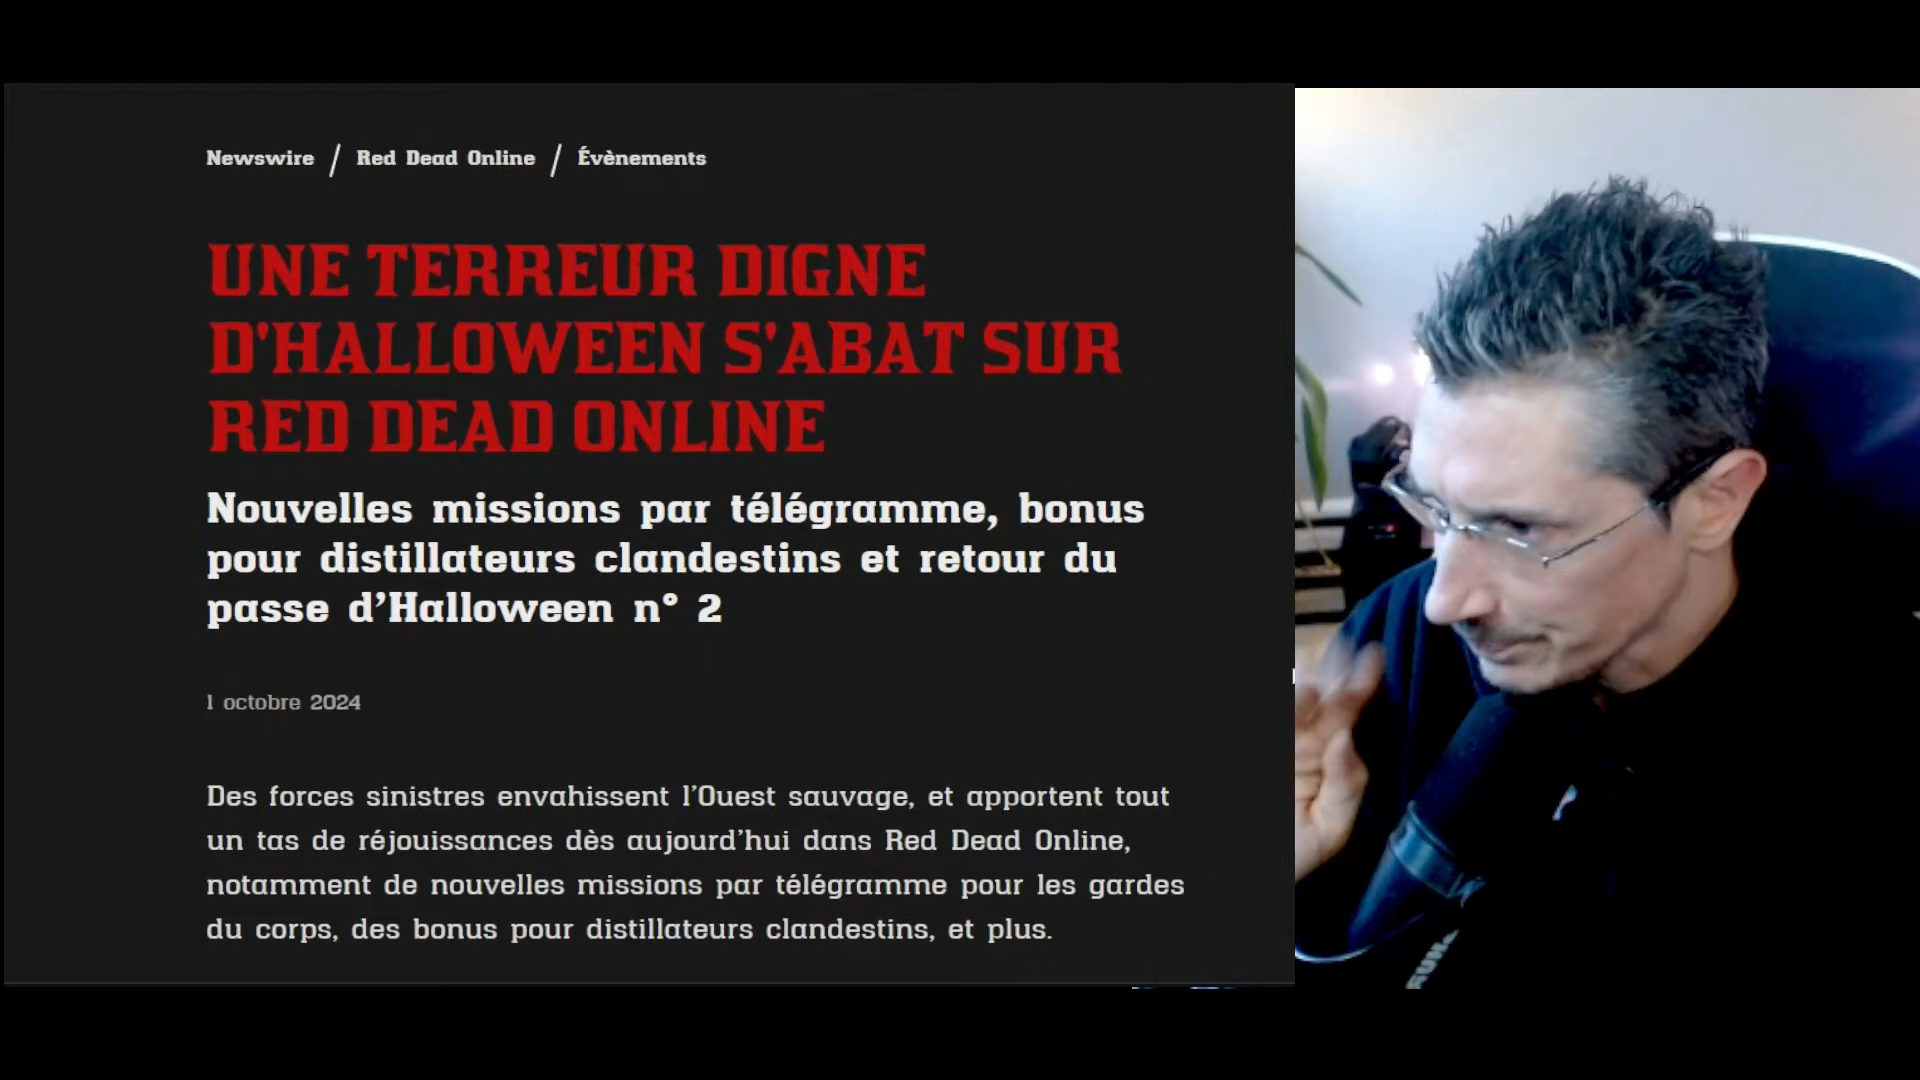 Newswire / Red Dead Online / Évènements
UNE TERREUR DIGNE
D'HALLOWEEN S'ABAT SUR
RED DEAD ONLINE
Nouvelles missions par télégramme, bonus
pour distillateurs clandestins et retour du
passe d’Halloween n° 2
1 octobre 2024
Des forces sinistres envahissent l’Ouest sauvage, et apportent tout
un tas de réjouissances dès aujourd’hui dans Red Dead Online,
notamment de nouvelles missions par télégramme pour les gardes
du corps, des bonus pour distillateurs clandestins, et plus.